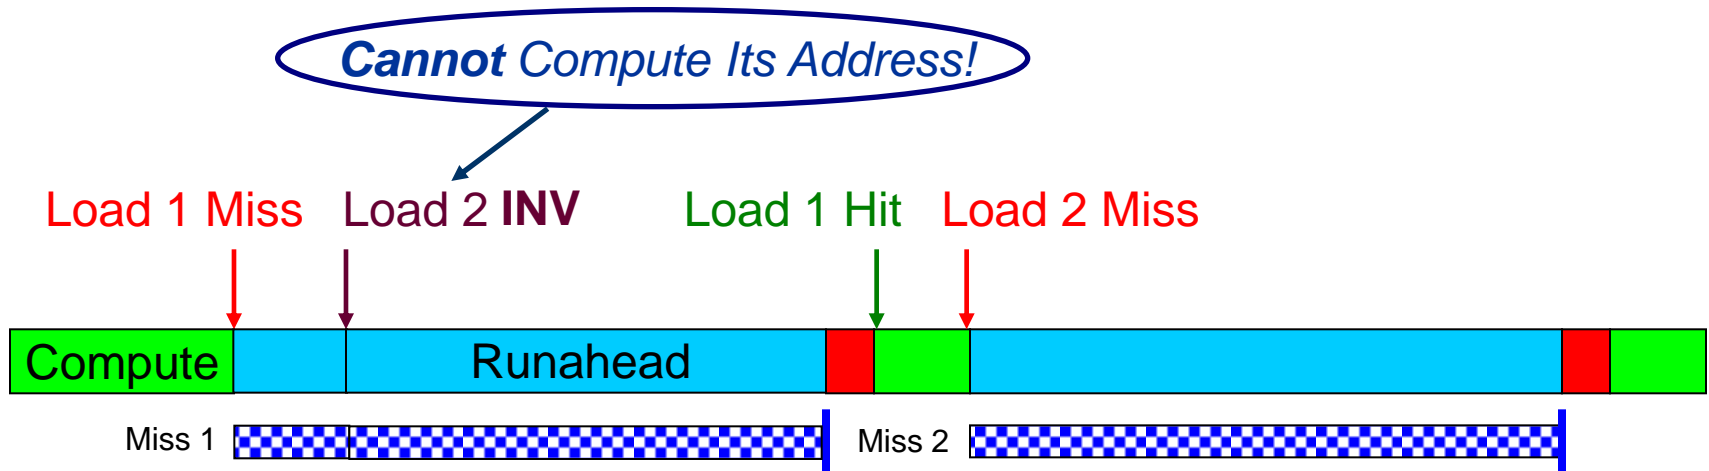 Cannot Compute Its Address!
Load 1 Miss
Load 2 INV
Load 1 Hit
Load 2 Miss
Compute
Runahead
Miss 1
Miss 2